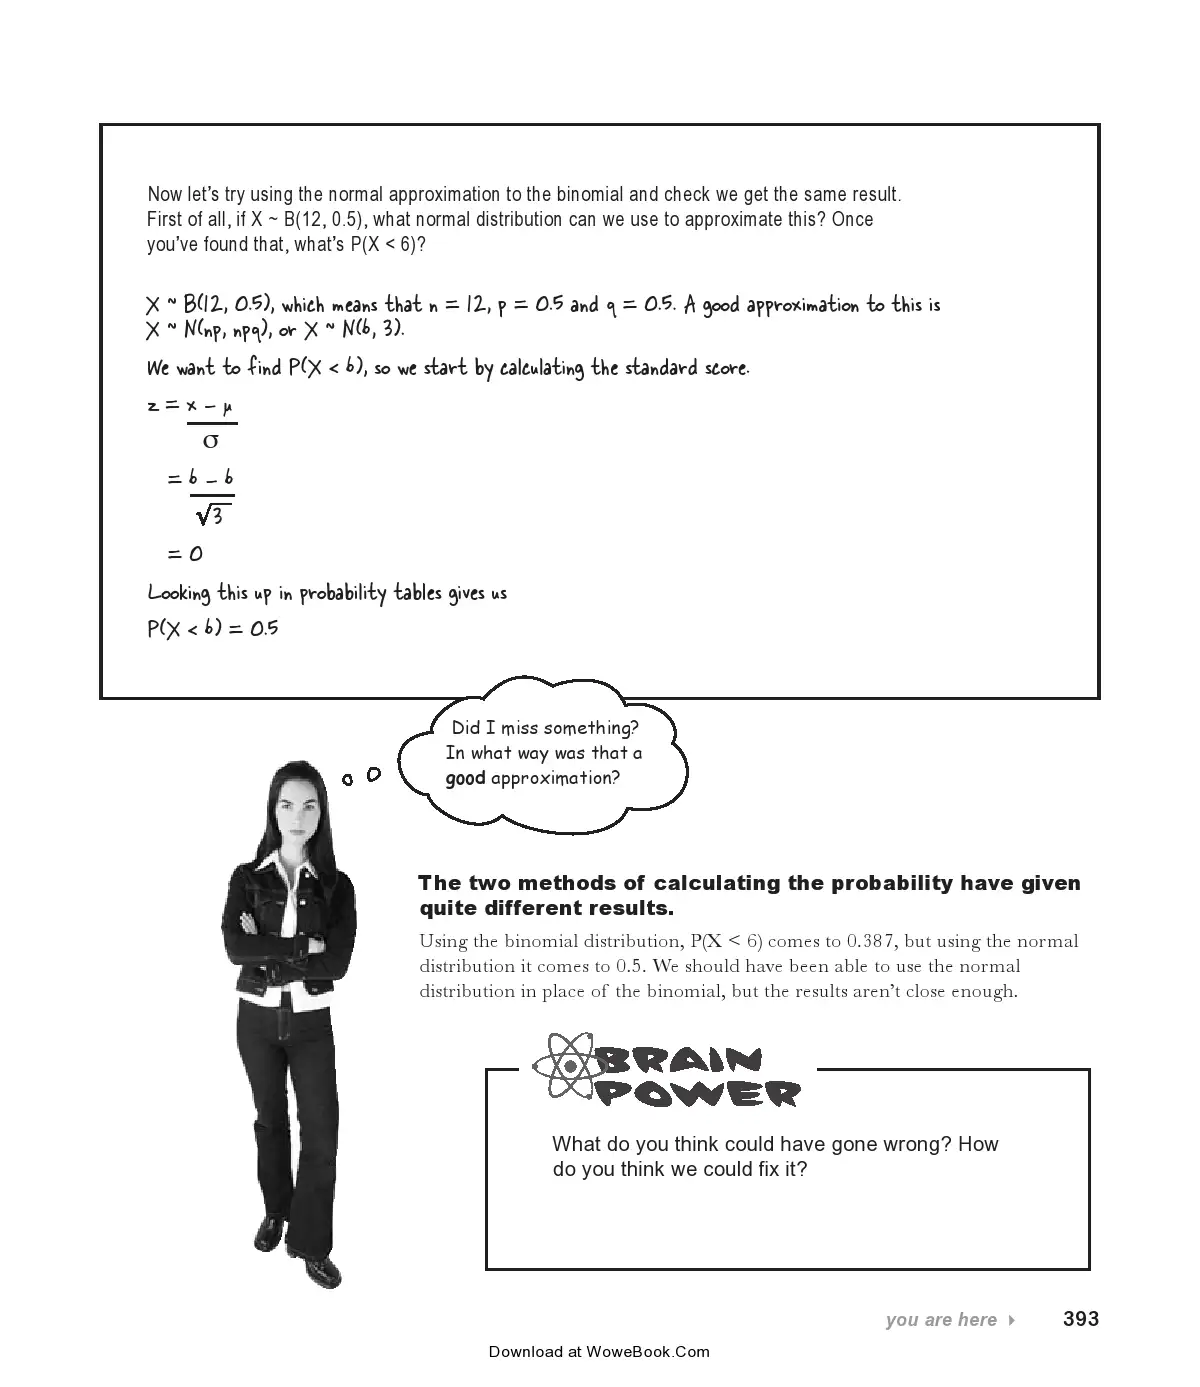 Now let’s try using the normal approximation to the binomial and check we get the same result.
First of all, if X ~ B(12, 0.5), what normal distribution can we use to approximate this? Once
you’ve found that, what’s P(X < 6)?
X ~ B(12, 0.5), which means that n = 12, p = 0.5 and q = 0.5. A good approximation to this is
X ~ N(np, npq), or X ~ N(6, 3).
We want to find P(X < 6), so we start by calculating the standard score.
z = x – μ
σ
= 6 – 6
√3
= 0
Looking this up in probability tables gives us
P(X < 6) = 0.5
Did I miss something?
In what way was that a
good approximation?
The two methods of calculating the probability have given
quite different results.
Using the binomial distribution, P(X < 6) comes to 0.387, but using the normal
distribution it comes to 0.5. We should have been able to use the normal
distribution in place of the binomial, but the results aren’t close enough.
BRAIN
POWER
What do you think could have gone wrong? How
do you think we could fix it?
you are here 393
Download at WoweBook.Com